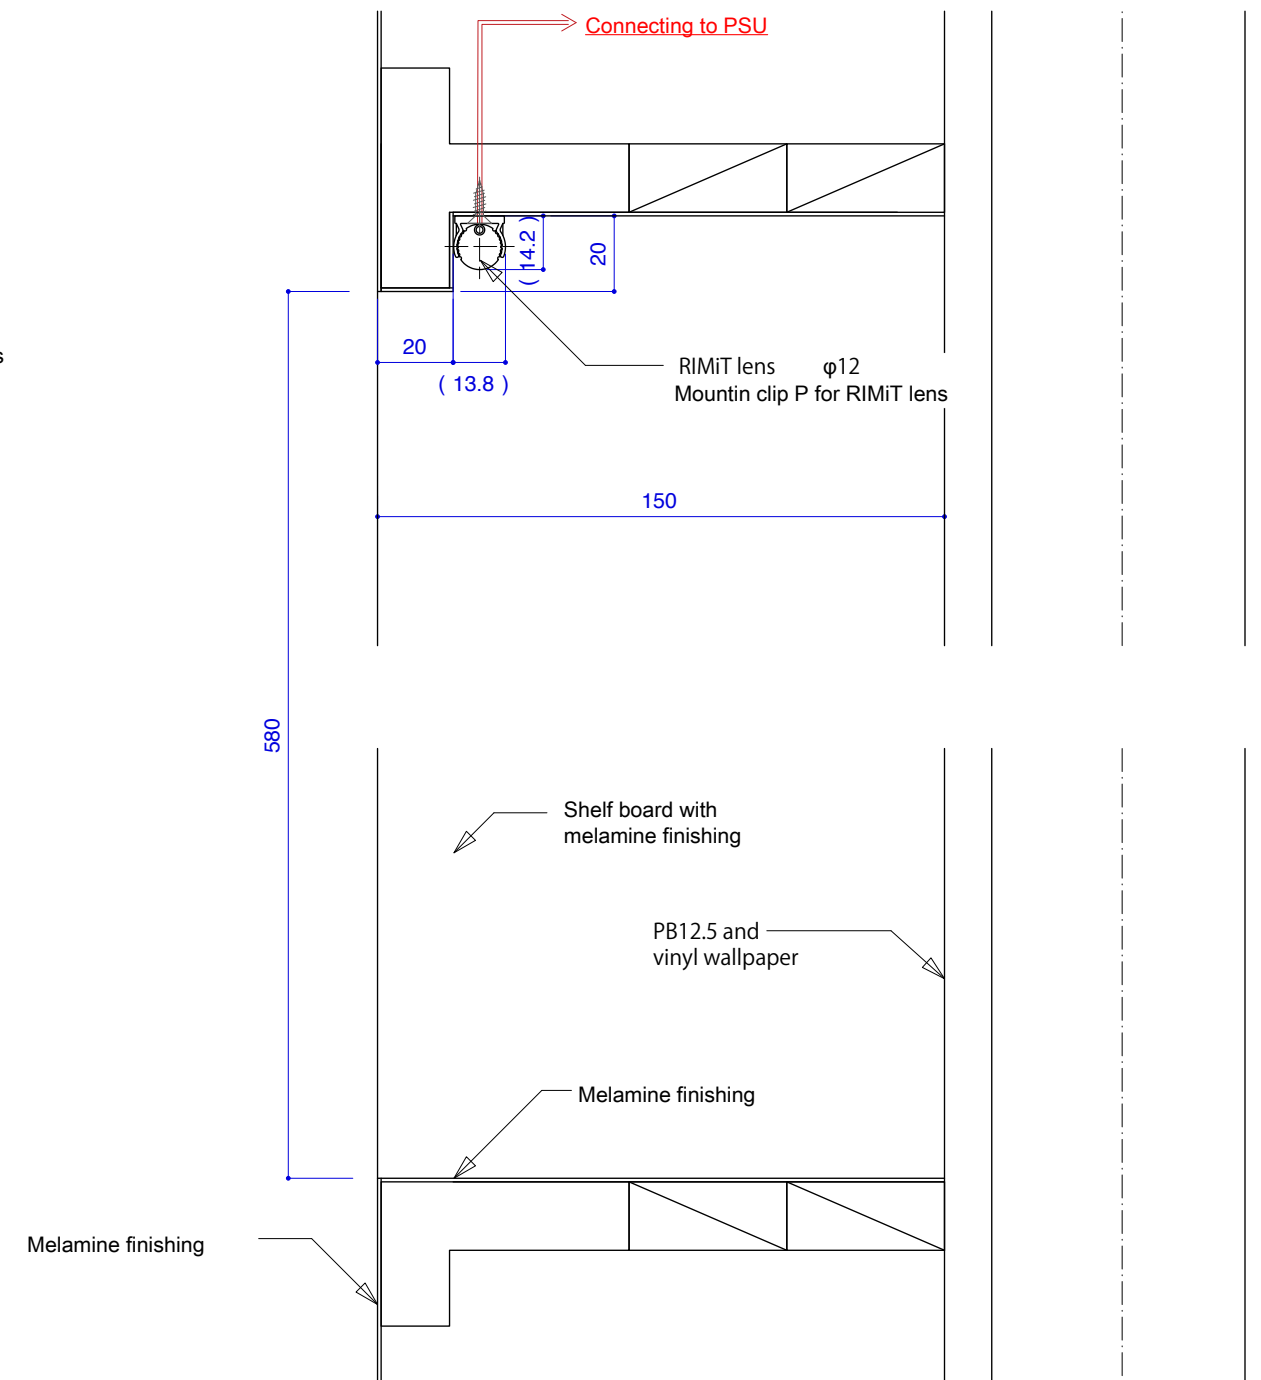 Connecting to PSU
( 14.2 )
20
s
20
( 13.8 )
RIMiT lens φ12
Mountin clip P for RIMiT lens
150
580
Shelf board with
melamine finishing
PB12.5 and
vinyl wallpaper
Melamine finishing
Melamine finishing